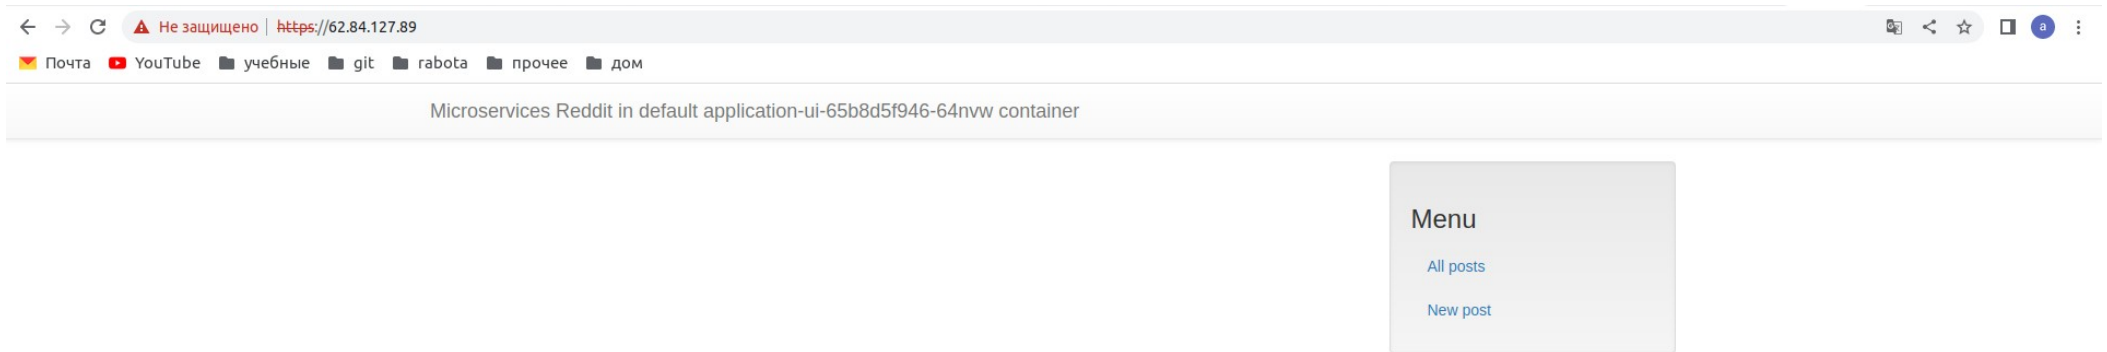 Не защищено https://62.84.127.89 a
Почта YouTube учебные git rabota прочее дом
Microservices Reddit in default application-ui-65b8d5f946-64nvw container
Menu
All posts
New post